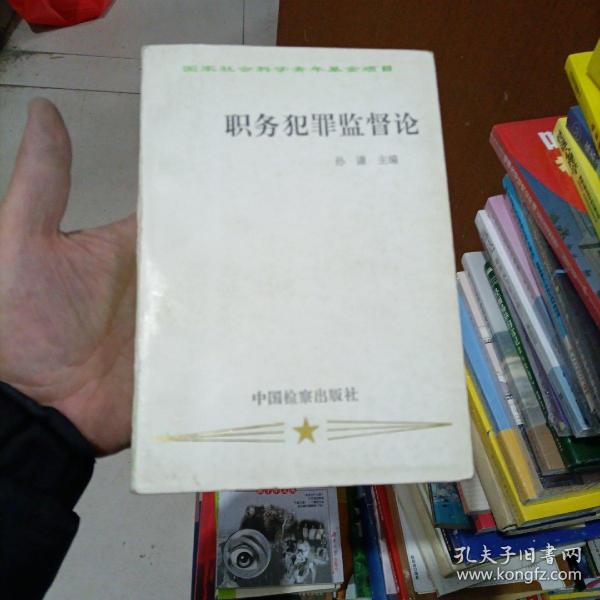 国家社会科学青年基金项目
职务犯罪监督论
孙谦 主编
中国检察出版社
孔夫子旧书网
www.kongfz.com